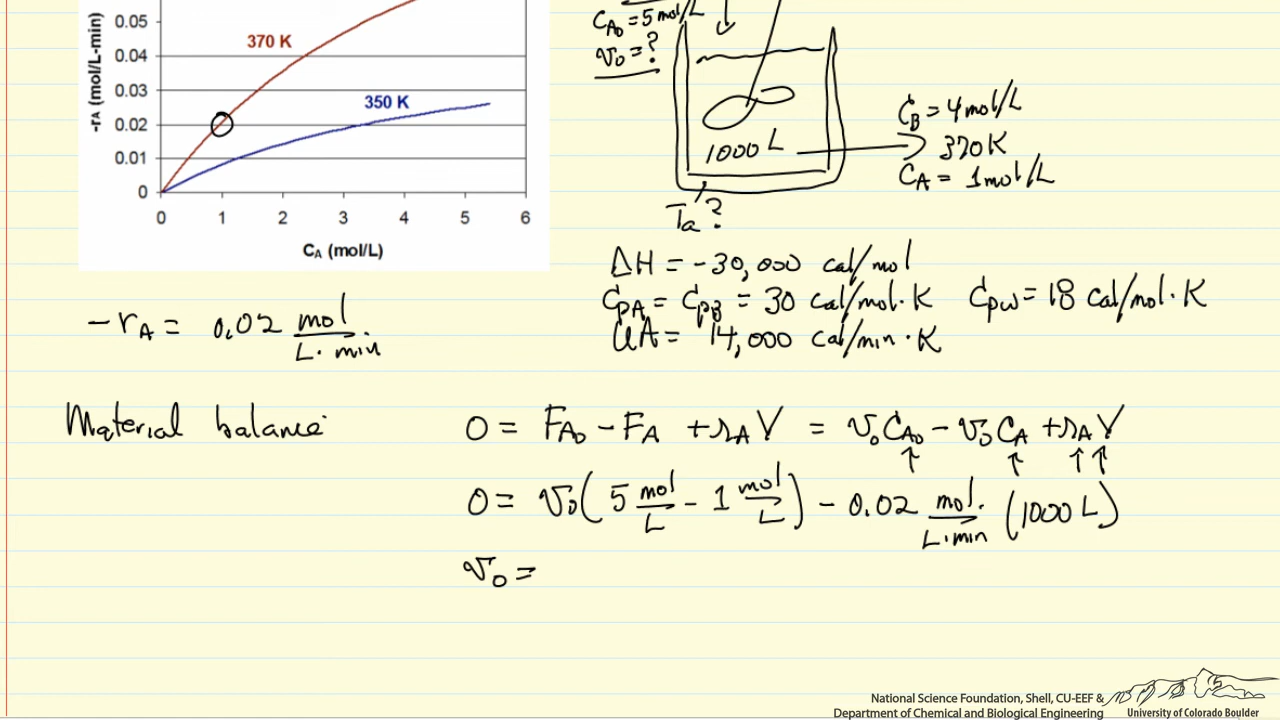 -rA (mol/L-min)
0.05
0.04
0.03
0.02
0.01
0
370 K
350 K
0 1 2 3 4 5 6
CA (mol/L)
CA₀ = 5 mol/L
v₀ = ?
1000 L
CB = 4 mol/L
370 K
CA = 1 mol/L
Ta ?
ΔH = -30,000 cal/mol
CPA = CPB = 30 cal/mol·K CPW = 18 cal/mol·K
UA = 14,000 cal/min·K
-rA = 0.02 mol/L·min
Material balance 0 = FA₀ - FA + rAV = v₀CA₀ - v₀CA + rAV
0 = v₀(5 mol/L - 1 mol/L) - 0.02 mol/L·min (1000 L)
v₀ =
National Science Foundation, Shell, CU-EEF &
Department of Chemical and Biological Engineering
University of Colorado Boulder